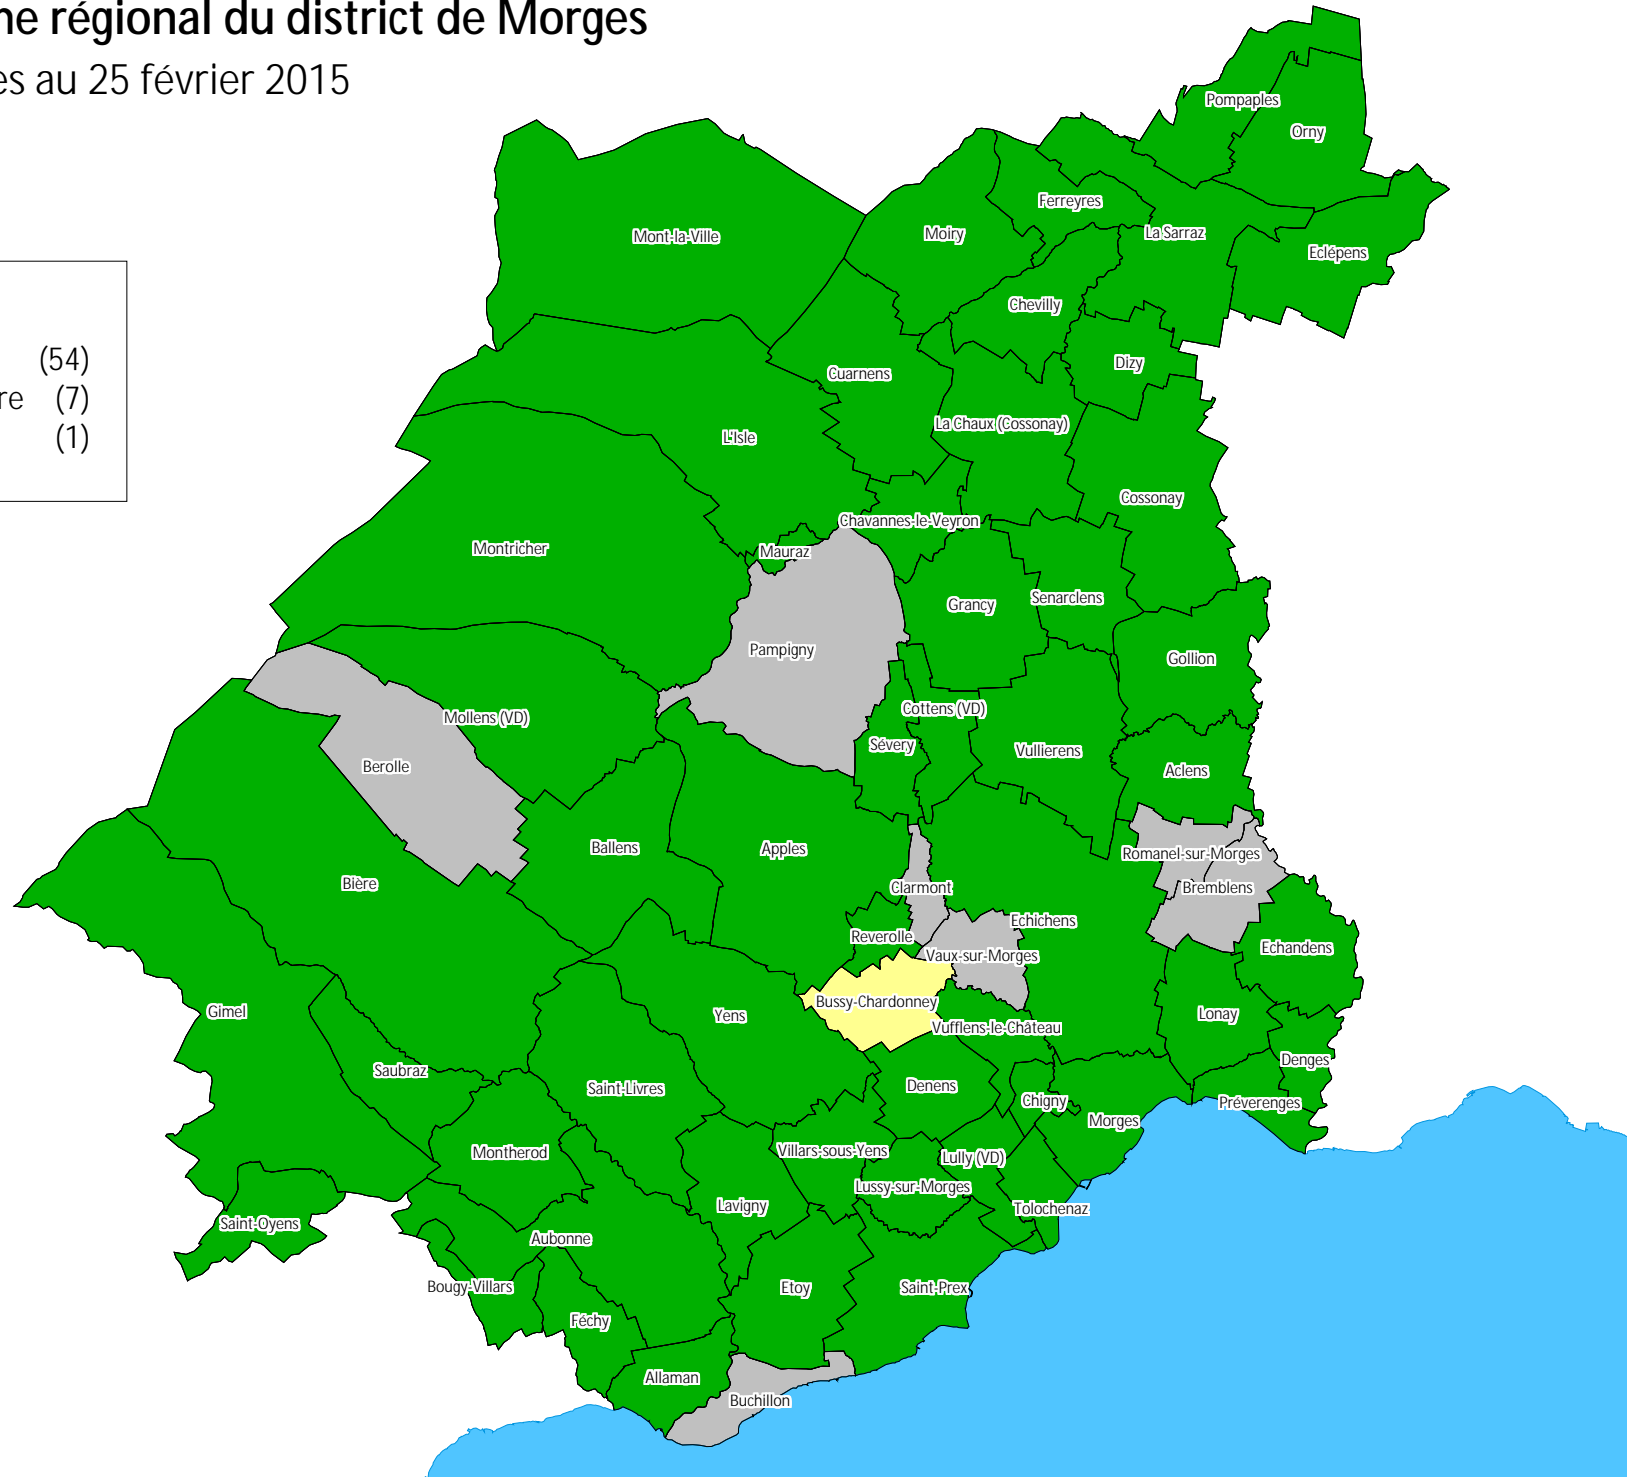 ne régional du district de Morges
es au 25 février 2015
(54)
re (7)
(1)
Pompaples
Orny
Ferreyres
Mont-la-Ville
Moiry
La Sarraz
Eclépens
Chevilly
Dizy
Cuarnens
La Chaux (Cossonay)
L'Isle
Cossonay
Chavannes-le-Veyron
Montricher
Mauraz
Senarclens
Grancy
Pampigny
Gollion
Cottens (VD)
Mollens (VD)
Sévery
Vullierens
Berolle
Aclens
Ballens
Apples
Romanel-sur-Morges
Bière
Clarmont
Bremblens
Echichens
Reverolle
Echandens
Vaux-sur-Morges
Bussy-Chardonney
Gimel
Yens
Lonay
Vufflens-le-Château
Denges
Saubraz
Saint-Livres
Denens
Chigny
Préverenges
Morges
Montherod
Villars-sous-Yens
Lully (VD)
Lussy-sur-Morges
Lavigny
Tolochenaz
Saint-Oyens
Aubonne
Bougy-Villars
Etoy
Saint-Prex
Féchy
Allaman
Buchillon